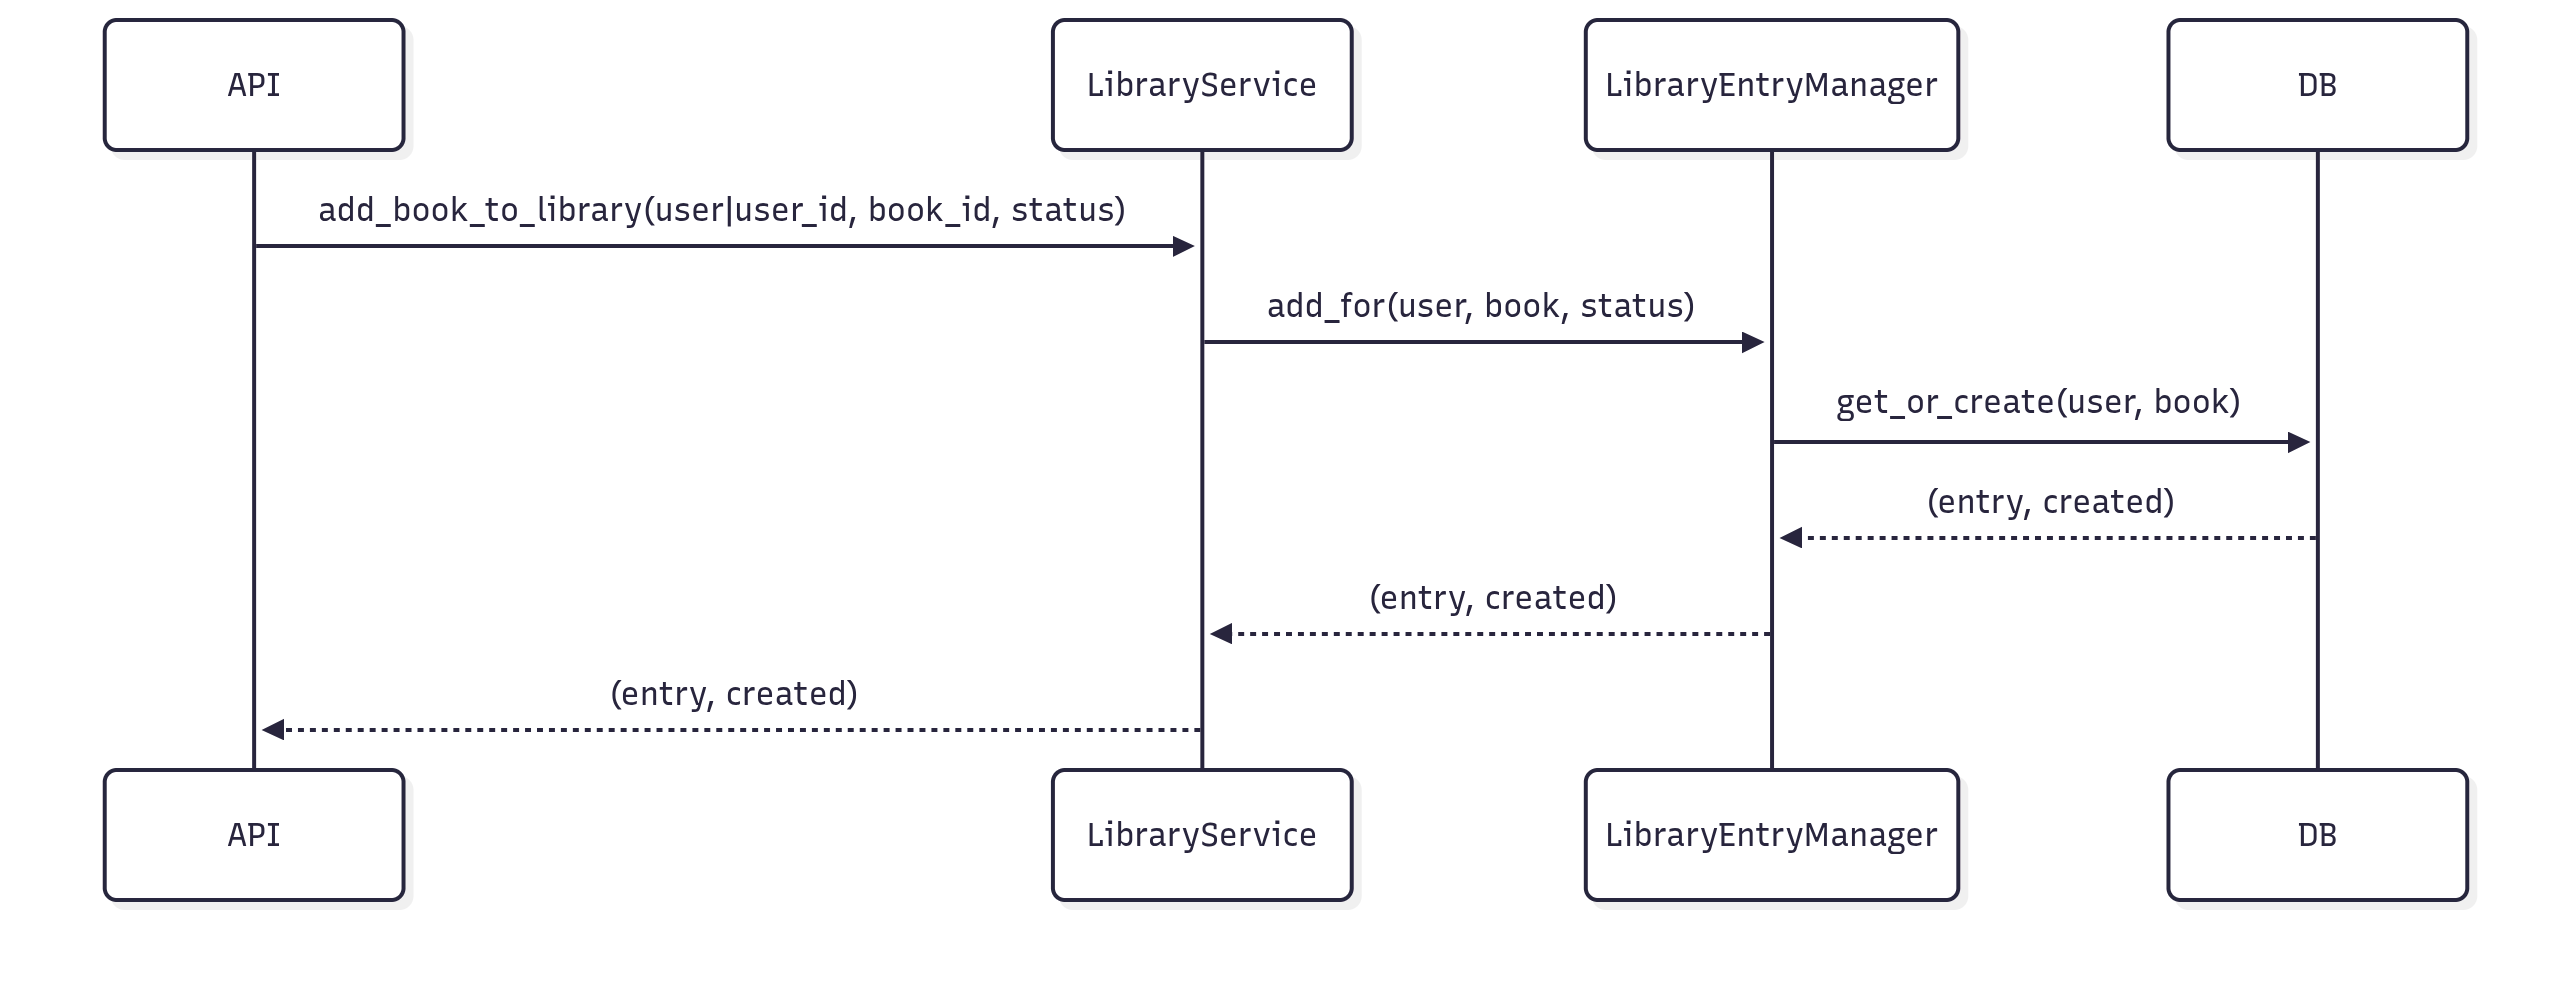 API
LibraryService
LibraryEntryManager
DB
add_book_to_library(user|user_id, book_id, status)
add_for(user, book, status)
get_or_create(user, book)
(entry, created)
(entry, created)
(entry, created)
API
LibraryService
LibraryEntryManager
DB